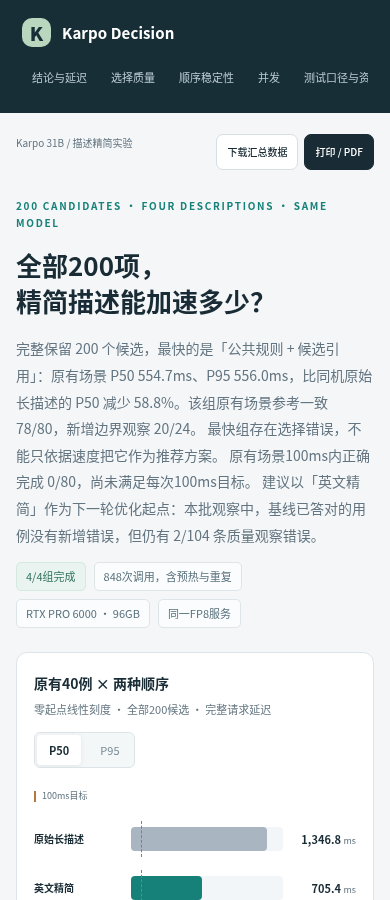 K Karpo Decision
结论与延迟 选择质量 顺序稳定性 并发 测试口径与资
Karpo 31B / 描述精简实验
下载汇总数据 打印 / PDF
200 CANDIDATES · FOUR DESCRIPTIONS · SAME
MODEL
全部200项，
精简描述能加速多少？
完整保留 200 个候选，最快的是「公共规则 + 候选引
用」：原有场景 P50 554.7ms、P95 556.0ms，比同机原始
长描述的 P50 减少 58.8%。该组原有场景参考一致
78/80，新增边界观察 20/24。 最快组存在选择错误，不
能只依据速度把它作为推荐方案。 原有场景100ms内正确
完成 0/80，尚未满足每次100ms目标。 建议以「英文精
简」作为下一轮优化起点：本批观察中，基线已答对的用
例没有新增错误，但仍有 2/104 条质量观察错误。
4/4组完成 848次调用，含预热与重复
RTX PRO 6000 · 96GB 同一FP8服务
原有40例 × 两种顺序
零起点线性刻度 · 全部200候选 · 完整请求延迟
P50 P95
100ms目标
原始长描述 1,346.8 ms
英文精简 705.4 ms